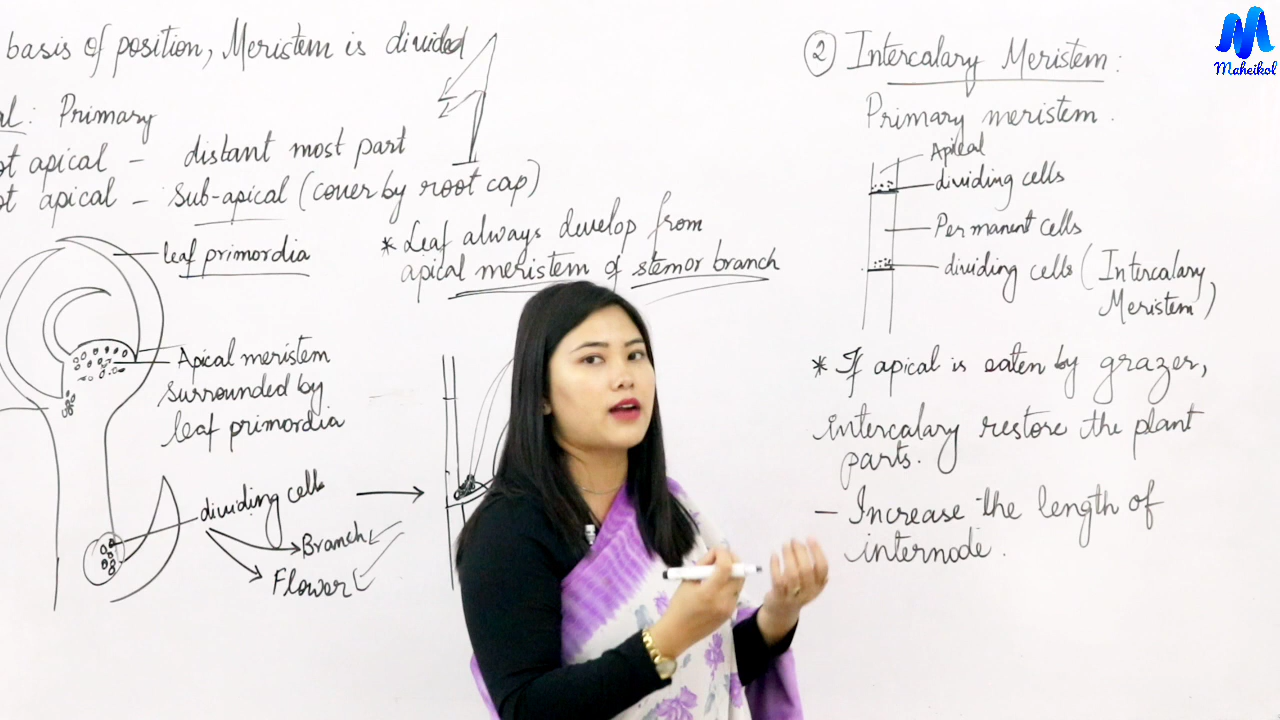 basis of position, Meristem is divided
al: Primary
ot apical - distant most part
ot apical - sub-apical (cover by root cap)
leaf primordia
* Leaf always develop from
apical meristem of stem or branch
Apical meristem
surrounded by
leaf primordia
dividing cells
Branch
Flower
② Intercalary Meristem:
Primary meristem.
Apical
dividing cells
Permanent cells
dividing cells (Intercalary
Meristem)
* If apical is eaten by grazer,
intercalary restore the plant
parts.
- Increase the length of
internode.
Maheikol